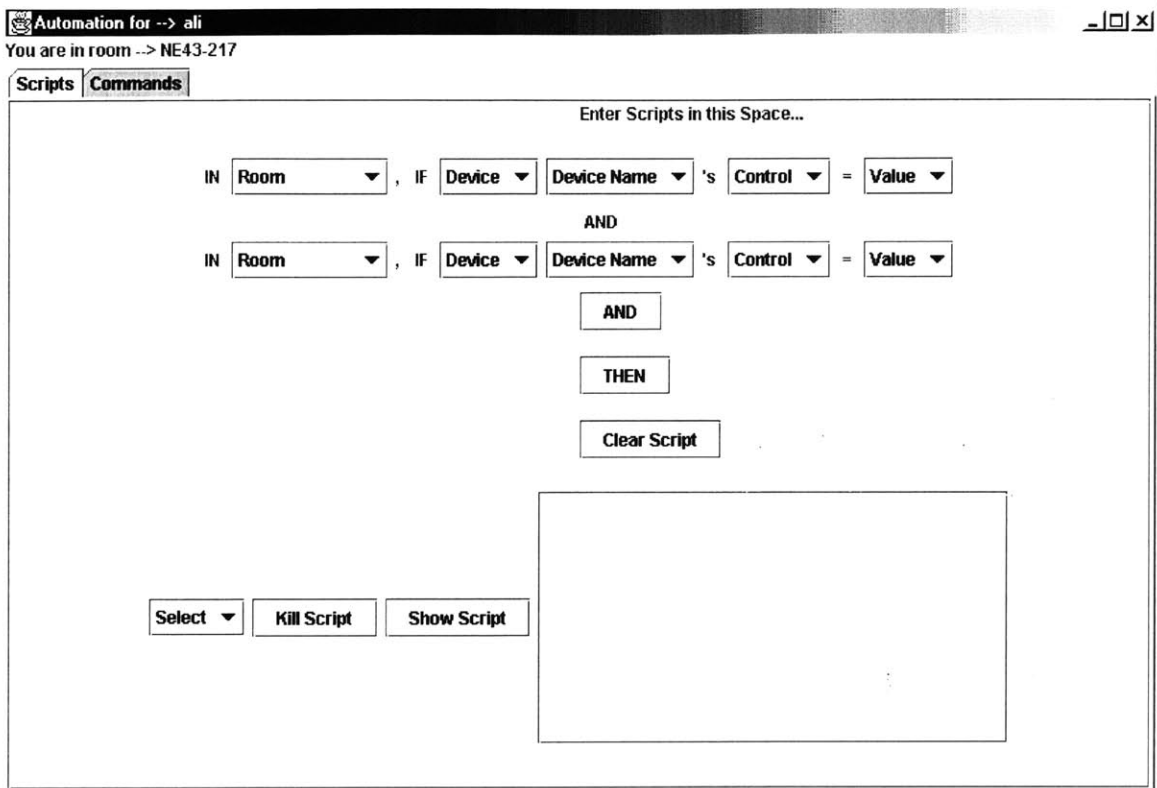 Automation for --> ali
You are in room --> NE43-217
Scripts Commands
Enter Scripts in this Space...
IN Room , IF Device Device Name 's Control = Value
AND
IN Room , IF Device Device Name 's Control = Value
AND
THEN
Clear Script
Select Kill Script Show Script